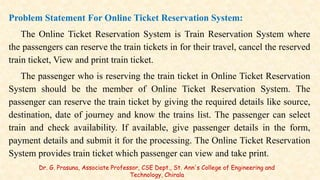 Problem Statement For Online Ticket Reservation System:
The Online Ticket Reservation System is Train Reservation System where
the passengers can reserve the train tickets in for their travel, cancel the reserved
train ticket, View and print train ticket.
The passenger who is reserving the train ticket in Online Ticket Reservation
System should be the member of Online Ticket Reservation System. The
passenger can reserve the train ticket by giving the required details like source,
destination, date of journey and know the trains list. The passenger can select
train and check availability. If available, give passenger details in the form,
payment details and submit it for the processing. The Online Ticket Reservation
System provides train ticket which passenger can view and take print.
Dr. G. Prasuna, Associate Professor, CSE Dept., St. Ann's College of Engineering and
Technology, Chirala